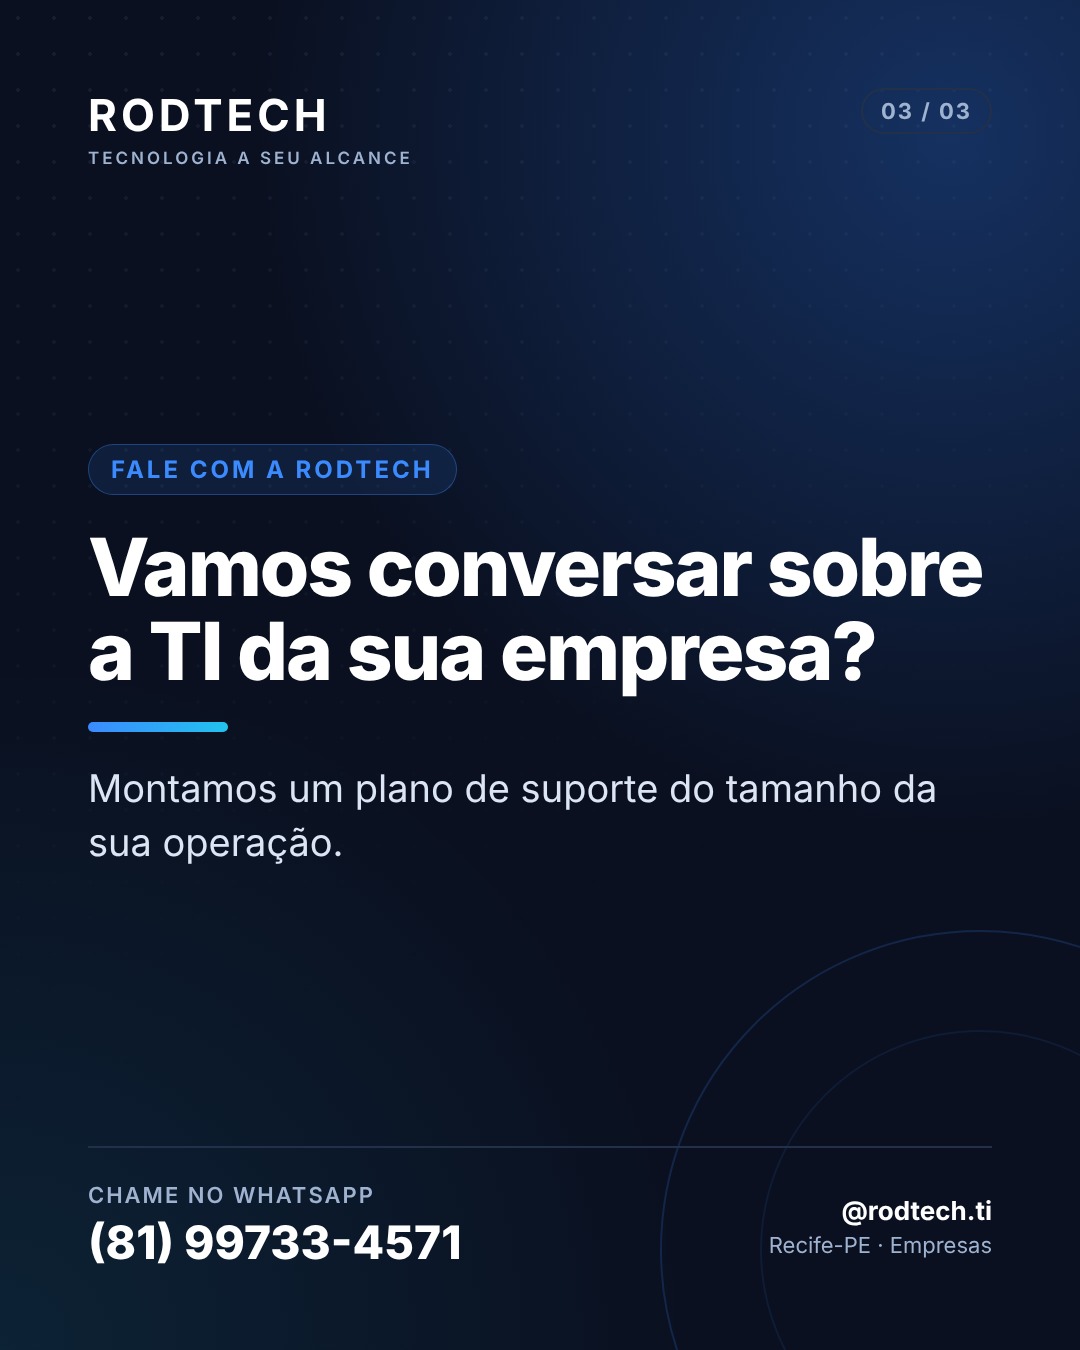 RODTECH
TECNOLOGIA A SEU ALCANCE
03 / 03
FALE COM A RODTECH
Vamos conversar sobre
a TI da sua empresa?
Montamos um plano de suporte do tamanho da
sua operação.
CHAME NO WHATSAPP
(81) 99733-4571
@rodtech.ti
Recife-PE · Empresas